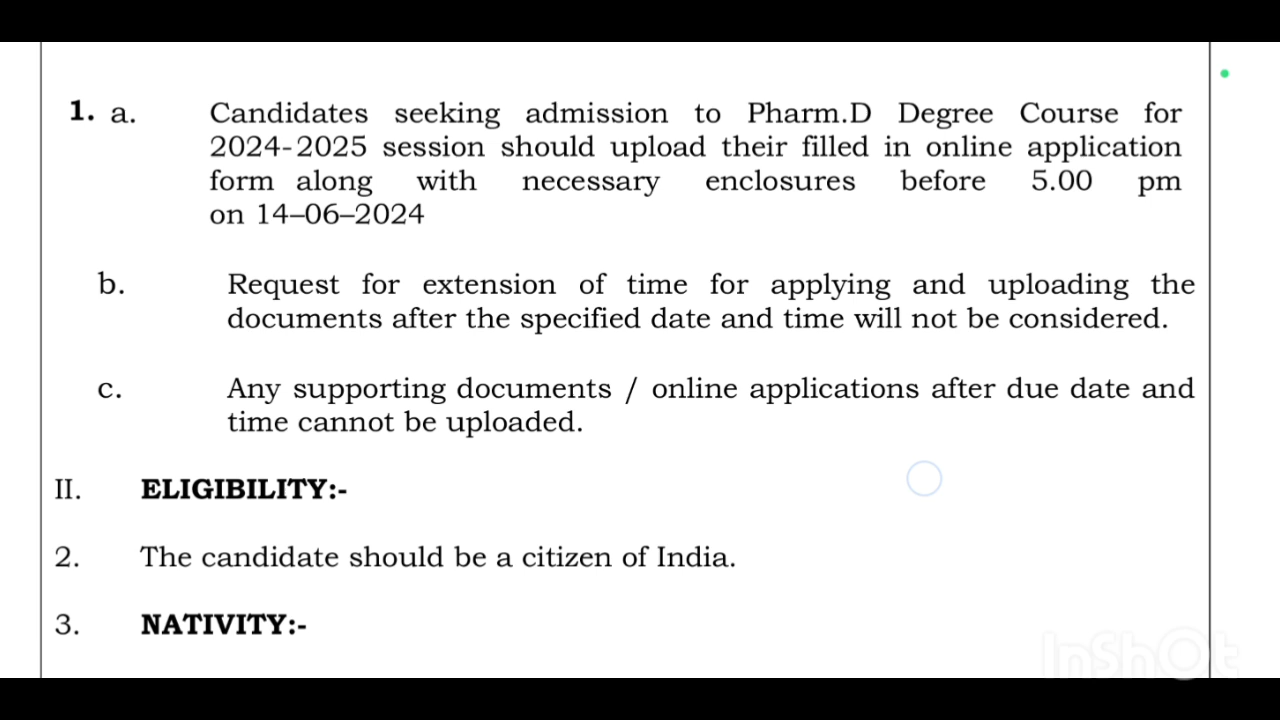 1. a. Candidates seeking admission to Pharm.D Degree Course for
2024-2025 session should upload their filled in online application
form along with necessary enclosures before 5.00 pm
on 14–06–2024
b. Request for extension of time for applying and uploading the
documents after the specified date and time will not be considered.
c. Any supporting documents / online applications after due date and
time cannot be uploaded.
II. ELIGIBILITY:-
2. The candidate should be a citizen of India.
3. NATIVITY:-
InShOt